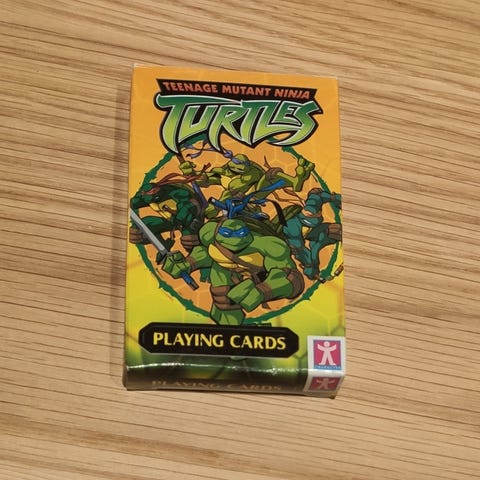 TEENAGE MUTANT NINJA
TURTLES
PLAYING CARDS
PLAYING CARDS